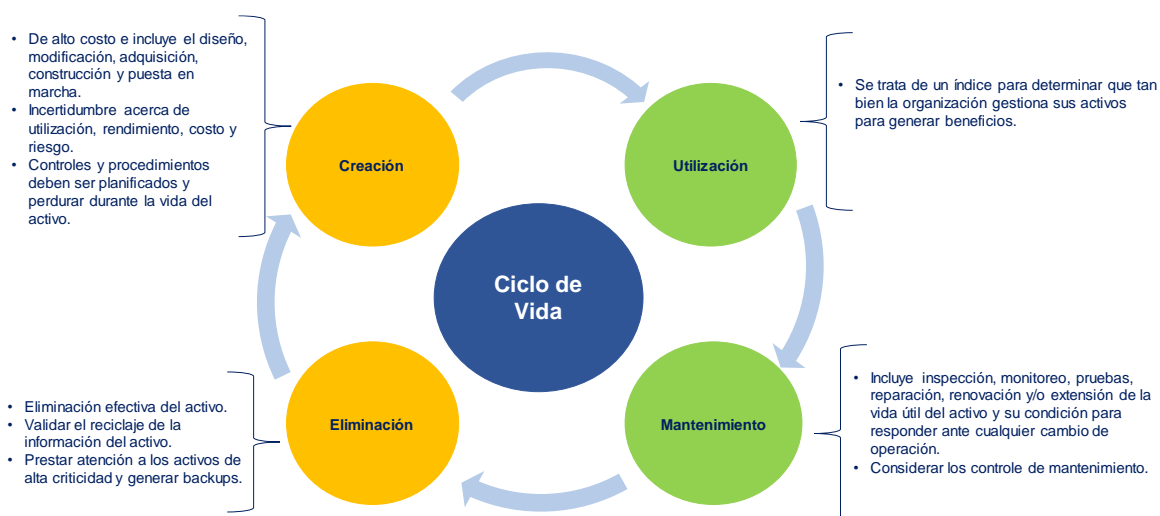 • De alto costo e incluye el diseño,
modificación, adquisición,
construcción y puesta en
marcha.
• Incertidumbre acerca de
utilización, rendimiento, costo y
riesgo.
• Controles y procedimientos
deben ser planificados y
perdurar durante la vida del
activo.
Creación
Utilización
• Se trata de un índice para determinar que tan
bien la organización gestiona sus activos
para generar beneficios.
Ciclo de
Vida
• Eliminación efectiva del activo.
• Validar el reciclaje de la
información del activo.
• Prestar atención a los activos de
alta criticidad y generar backups.
Eliminación
Mantenimiento
• Incluye inspección, monitoreo, pruebas,
reparación, renovación y/o extensión de la
vida útil del activo y su condición para
responder ante cualquier cambio de
operación.
• Considerar los controle de mantenimiento.